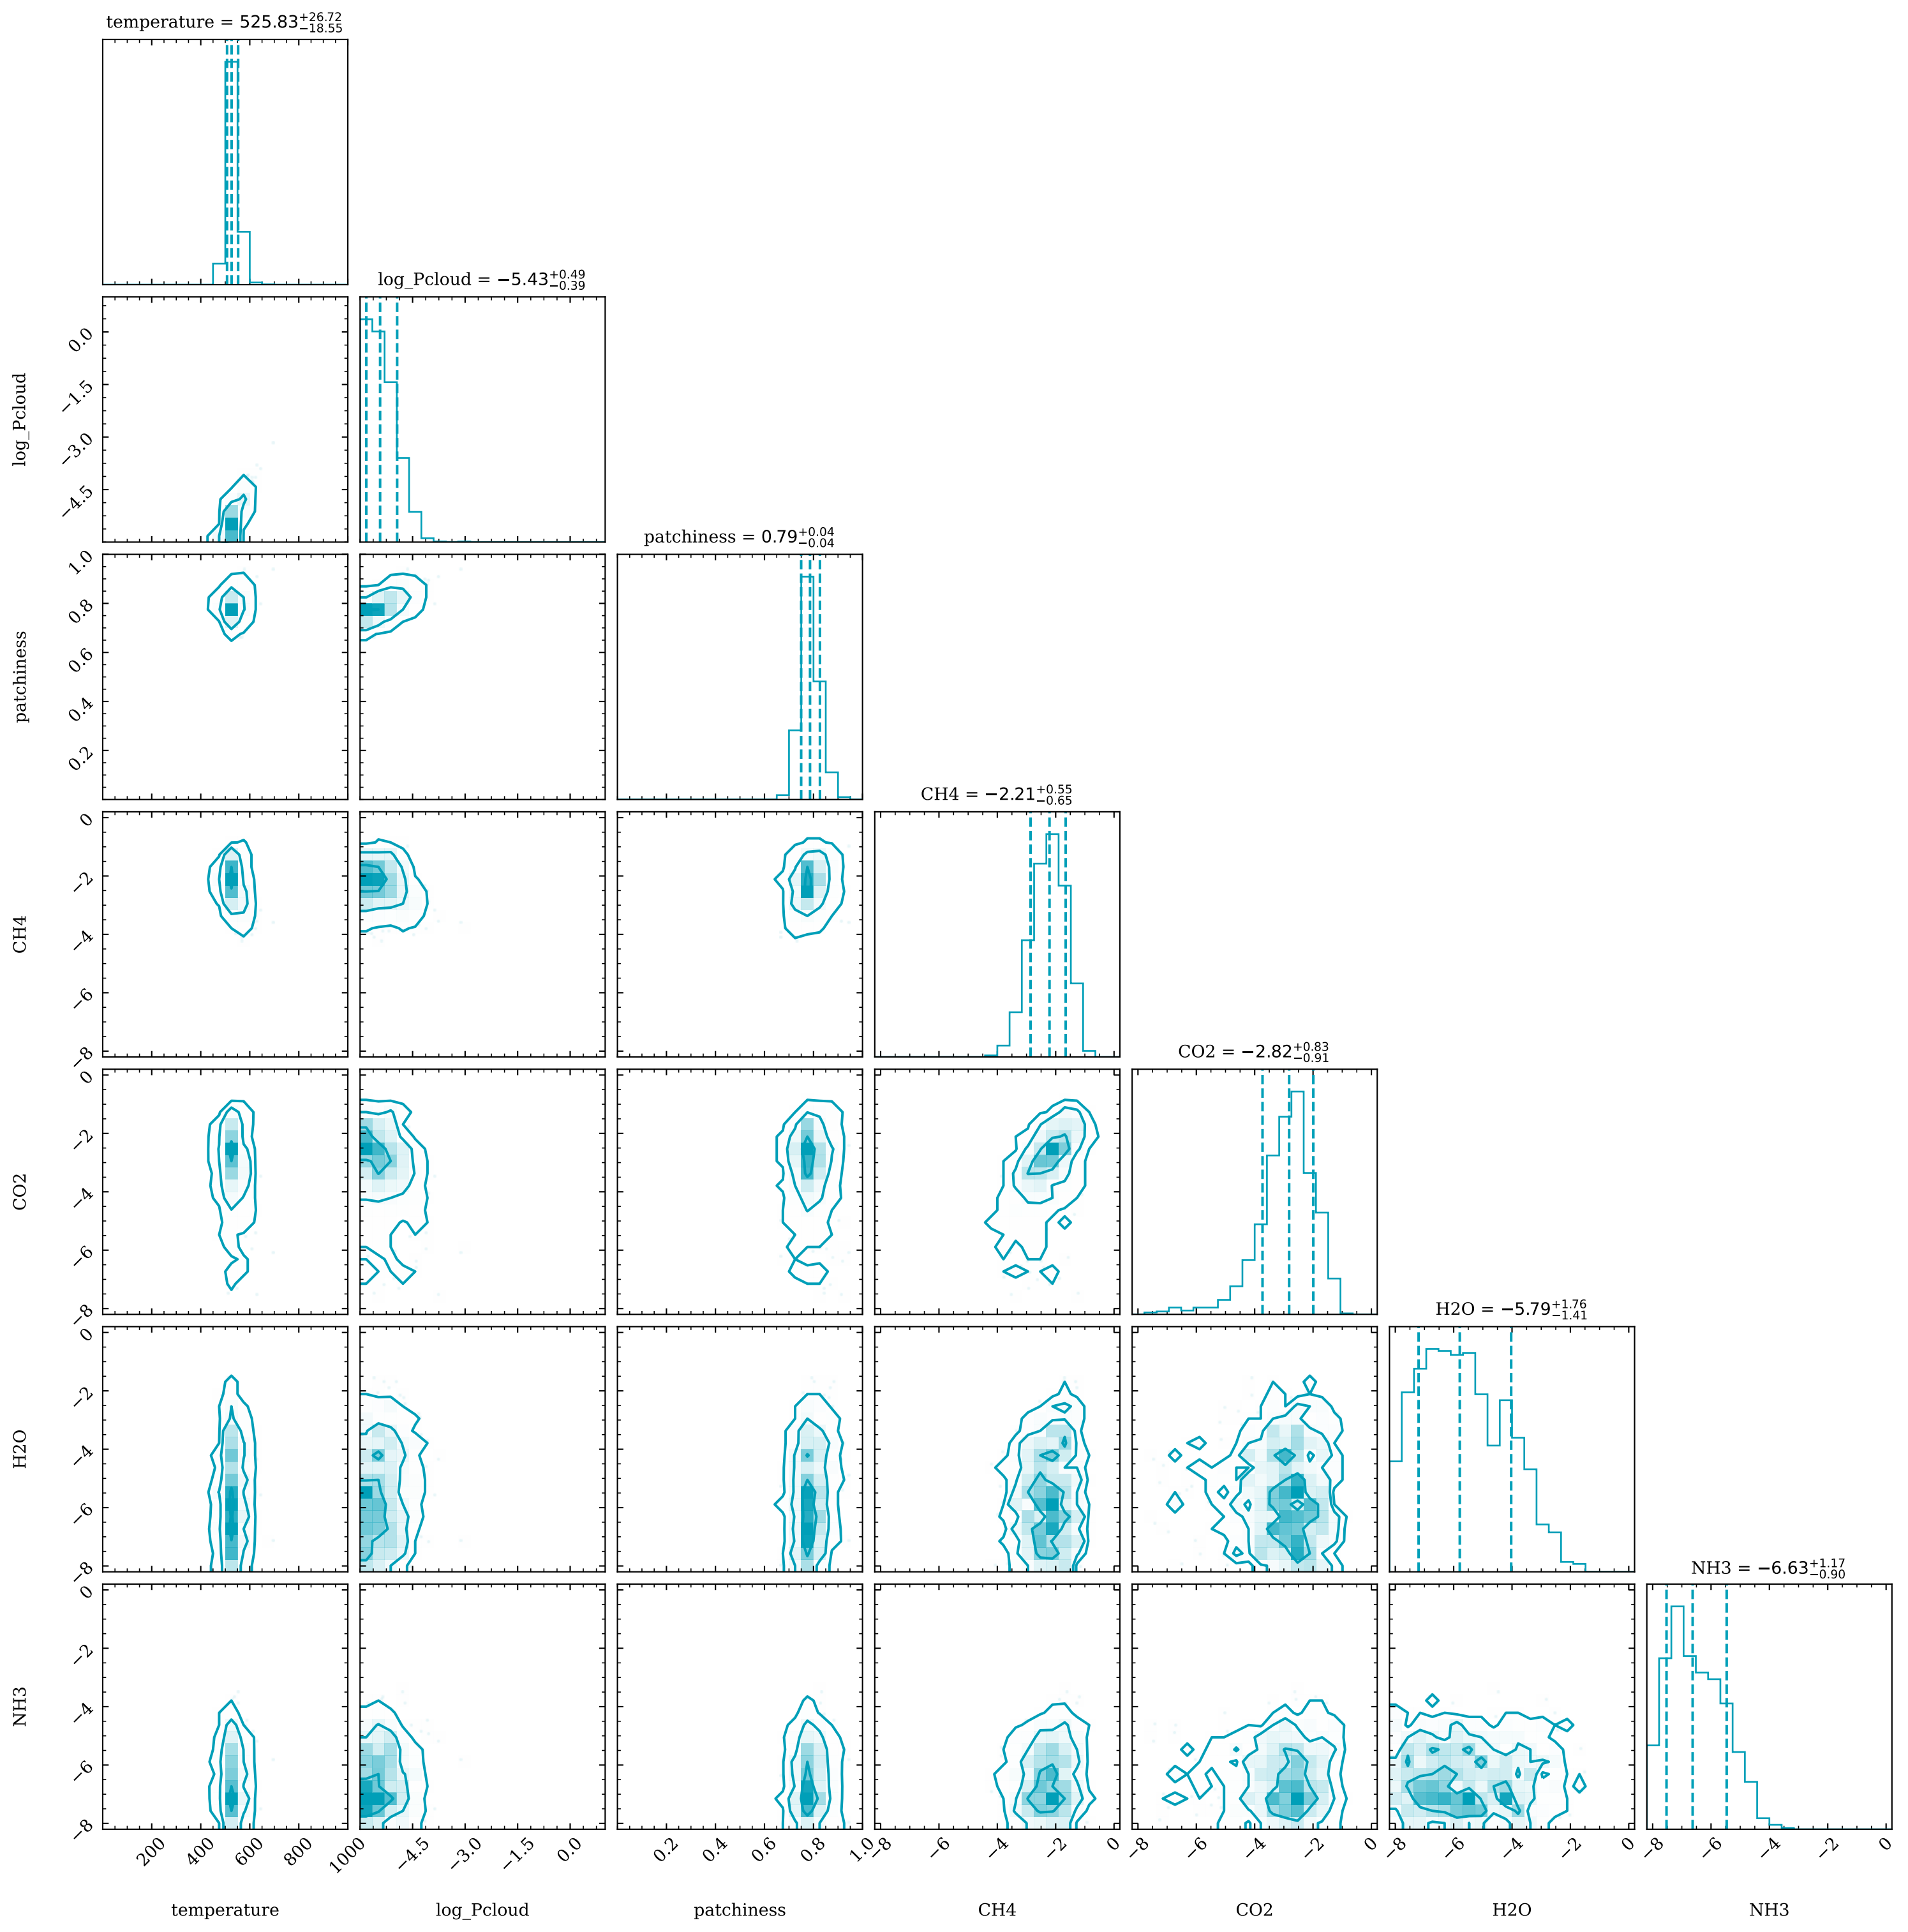 temperature = 525.83+26.72−18.55
log_Pcloud = −5.43+0.49−0.39
0.0
−1.5
−3.0
−4.5
log_Pcloud
patchiness = 0.79+0.04−0.04
1.0
0.8
0.6
0.4
0.2
patchiness
CH4 = −2.21+0.55−0.65
0
−2
−4
−6
−8
CH4
CO2 = −2.82+0.83−0.91
0
−2
−4
−6
−8
CO2
H2O = −5.79+1.76−1.41
0
−2
−4
−6
−8
H2O
NH3 = −6.63+1.17−0.90
0
−2
−4
−6
−8
NH3
200 400 600 800 1000 −4.5 −3.0 −1.5 0.0 0.2 0.4 0.6 0.8 1.0 −8 −6 −4 −2 0 −8 −6 −4 −2 0 −8 −6 −4 −2 0 −8 −6 −4 −2 0
temperature log_Pcloud patchiness CH4 CO2 H2O NH3